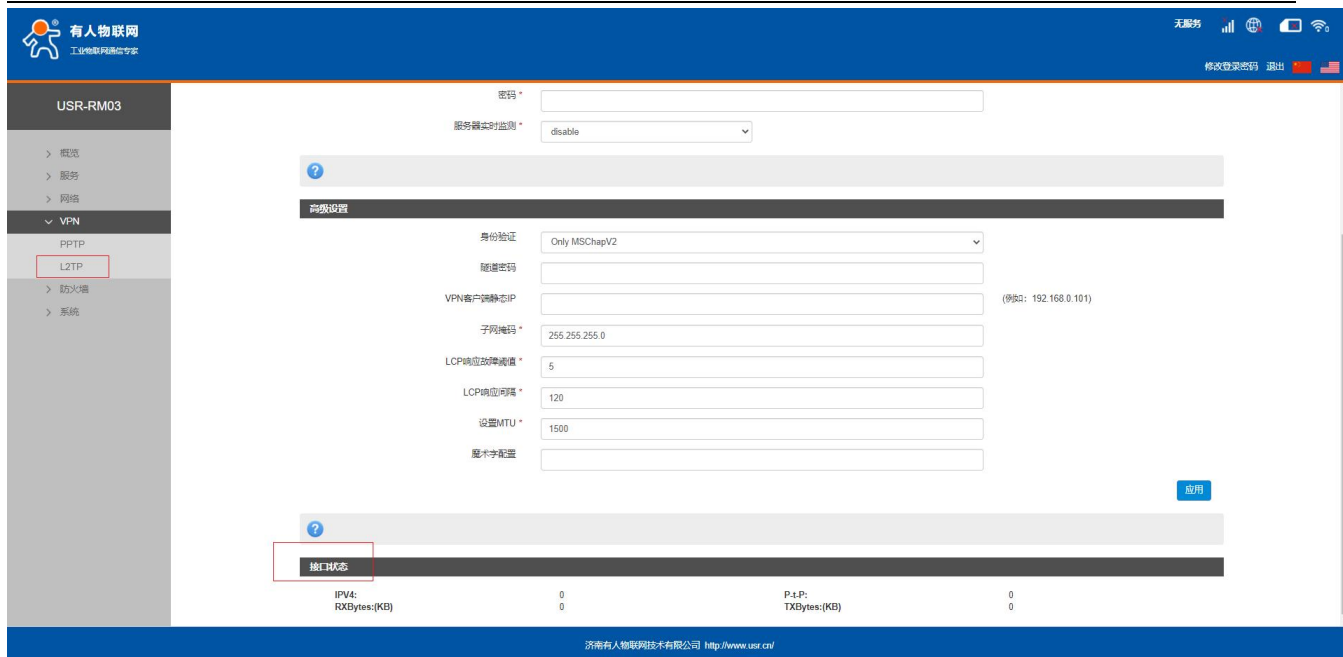 有人物联网
工业物联网通信专家
无服务
修改登录密码 退出
USR-RM03
概览
服务
网络
VPN
PPTP
L2TP
防火墙
系统
密码 *
服务器实时监测 * disable
高级设置
身份验证 Only MSChapV2
隧道密码
VPN客户端静态IP (例如：192.168.0.101)
子网掩码 * 255.255.255.0
LCP响应故障阈值 * 5
LCP响应间隔 * 120
设置MTU * 1500
魔术字配置
应用
接口状态
IPV4: 0 P-t-P: 0
RXBytes:(KB) 0 TXBytes:(KB) 0
济南有人物联网技术有限公司 http://www.usr.cn/